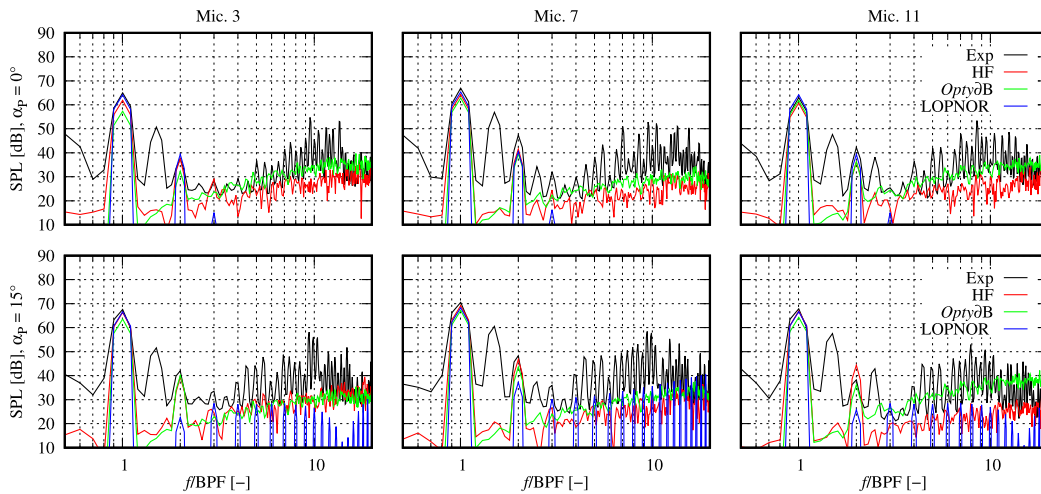 Mic. 3
Mic. 7
Mic. 11
SPL [dB], αP = 0°
90
80
70
60
50
40
30
20
10
Exp
HF
Opty∂B
LOPNOR
SPL [dB], αP = 15°
90
80
70
60
50
40
30
20
10
Exp
HF
Opty∂B
LOPNOR
1
10
1
10
1
10
f/BPF [−]
f/BPF [−]
f/BPF [−]